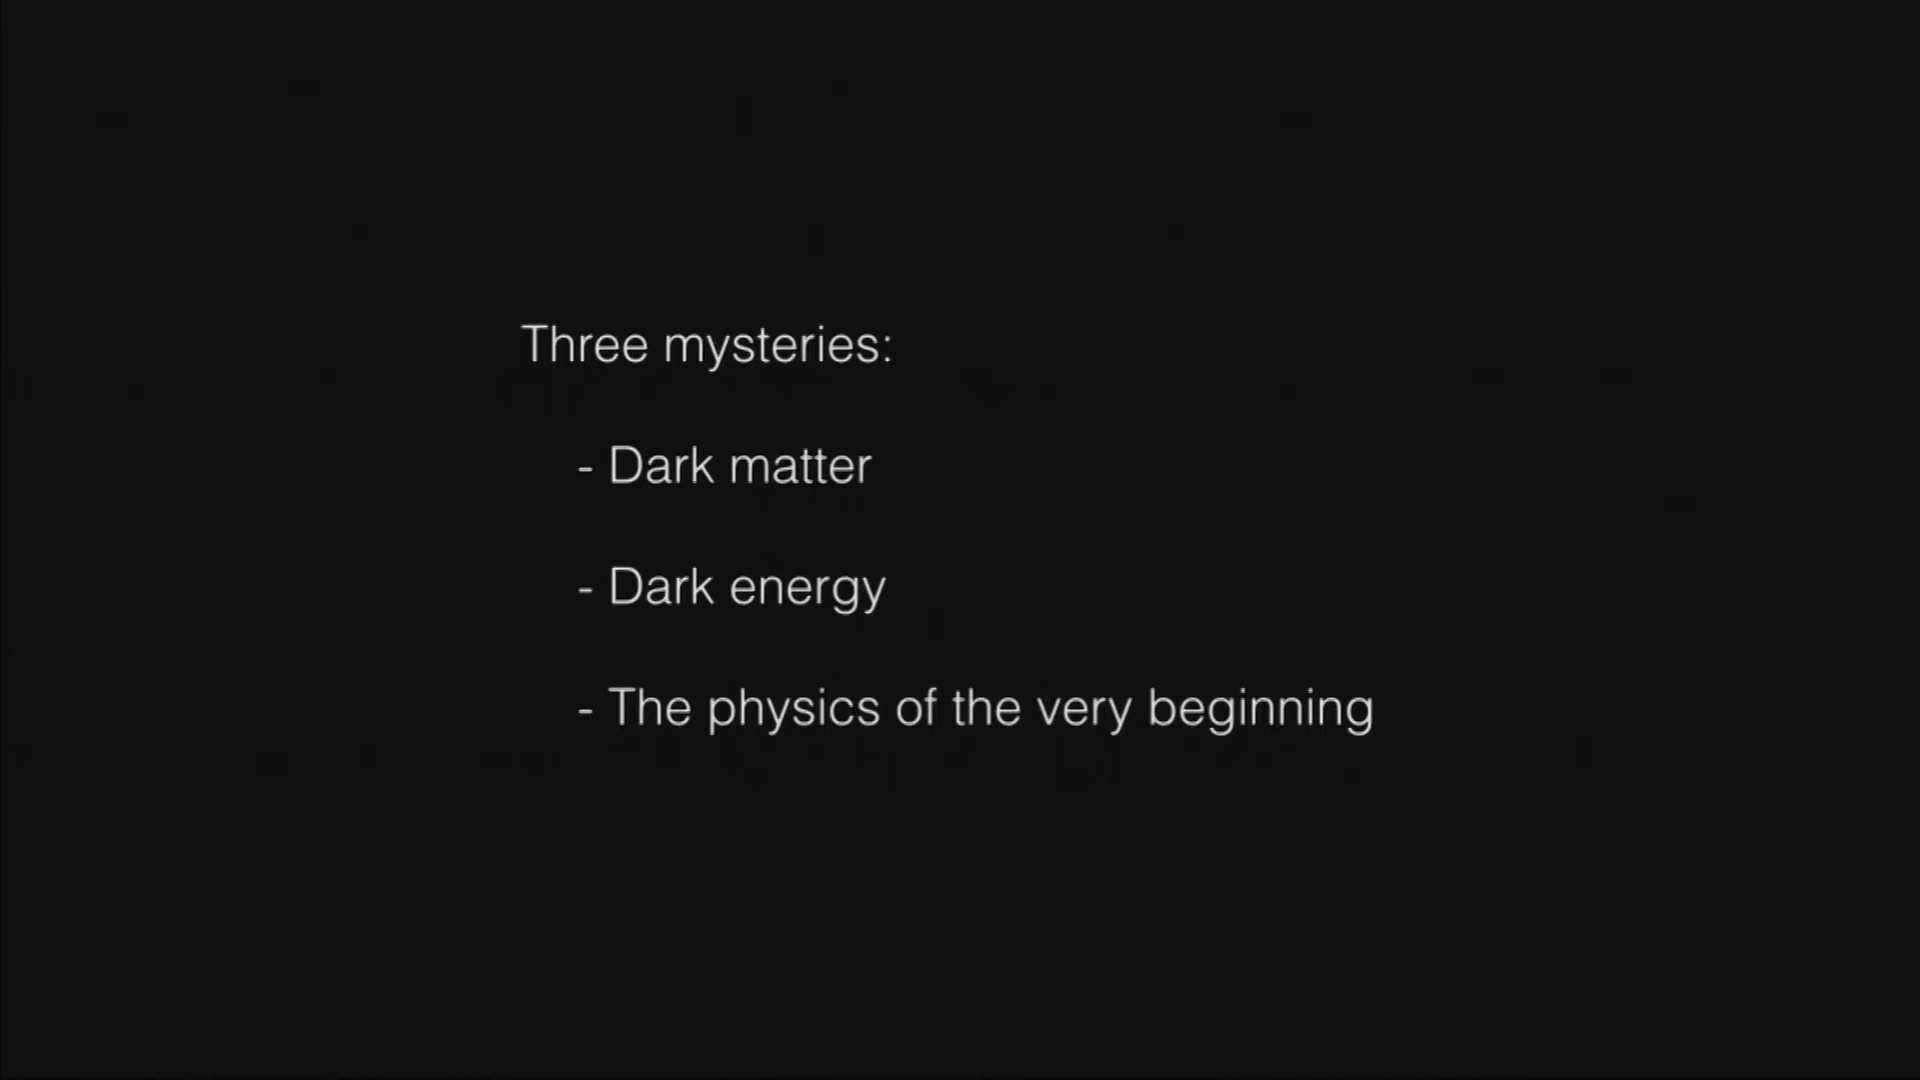 Three mysteries:
- Dark matter
- Dark energy
- The physics of the very beginning